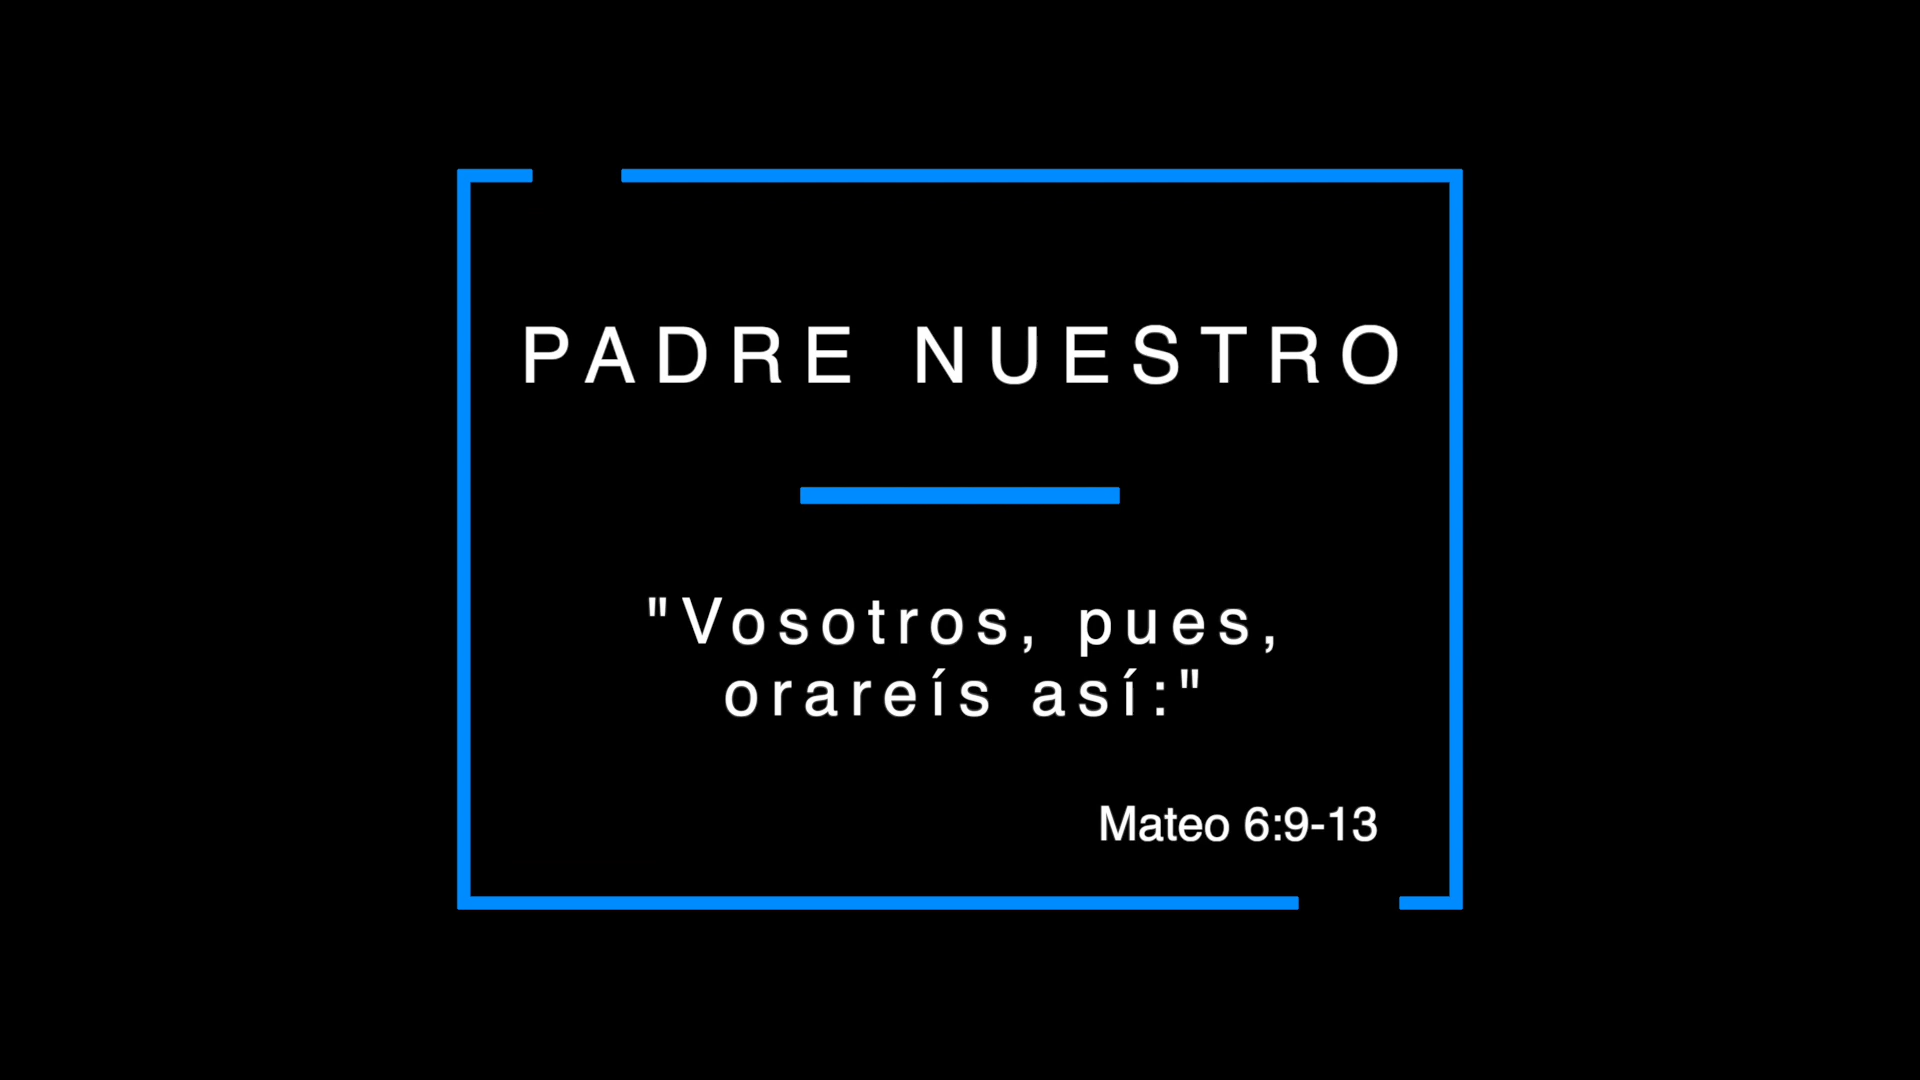 PADRE NUESTRO
"Vosotros, pues,
orareís así:"
Mateo 6:9-13